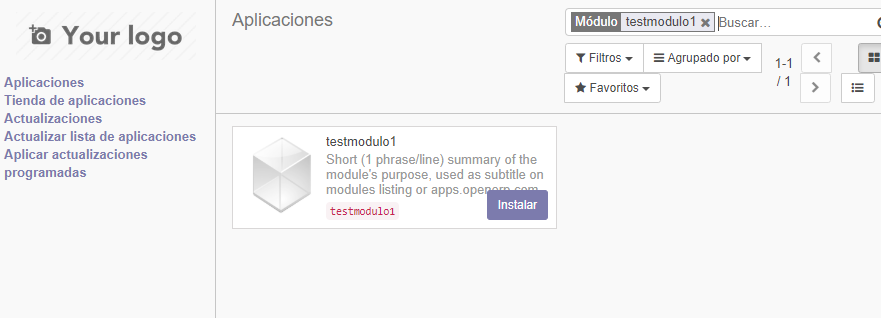 Your logo
Aplicaciones
Tienda de aplicaciones
Actualizaciones
Actualizar lista de aplicaciones
Aplicar actualizaciones
programadas
Aplicaciones
Módulo testmodulo1 Buscar...
Filtros Agrupado por
Favoritos
1-1
/ 1
testmodulo1
Short (1 phrase/line) summary of the
module's purpose, used as subtitle on
modules listing or apps.openerp.com
testmodulo1
Instalar